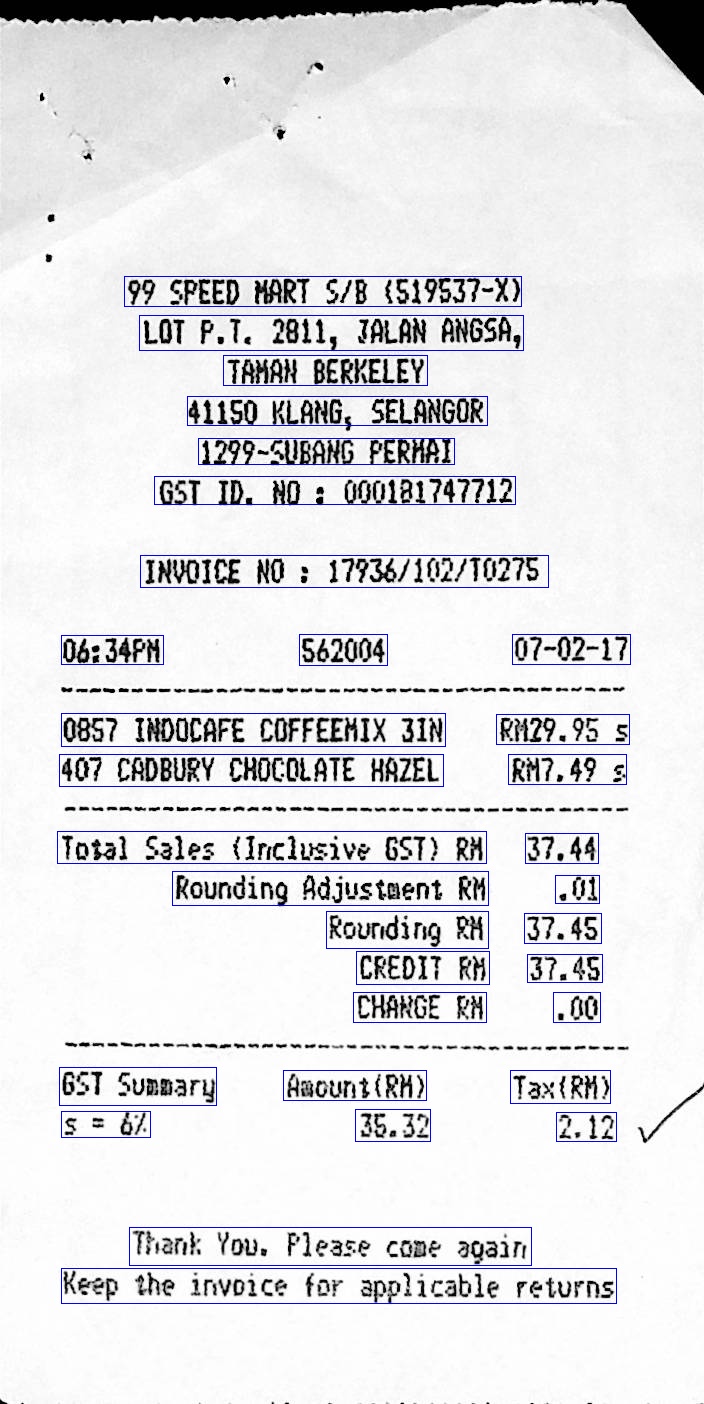 99 SPEED MART S/B (519537-X)
LOT P.T. 2811, JALAN ANGSA,
TAMAN BERKELEY
41150 KLANG, SELANGOR
1299-SUBANG PERMAI
GST ID. NO : 000181747712
INVOICE NO : 17936/102/T0275
06:34PM 562004 07-02-17
0857 INDOCAFE COFFEEMIX 3IN RM29.95 s
407 CADBURY CHOCOLATE HAZEL RM7.49 s
Total Sales (Inclusive GST) RM 37.44
Rounding Adjustment RM .01
Rounding RM 37.45
CREDIT RM 37.45
CHANGE RM .00
GST Summary Amount(RM) Tax(RM)
s = 6% 35.32 2.12
Thank You. Please come again
Keep the invoice for applicable returns